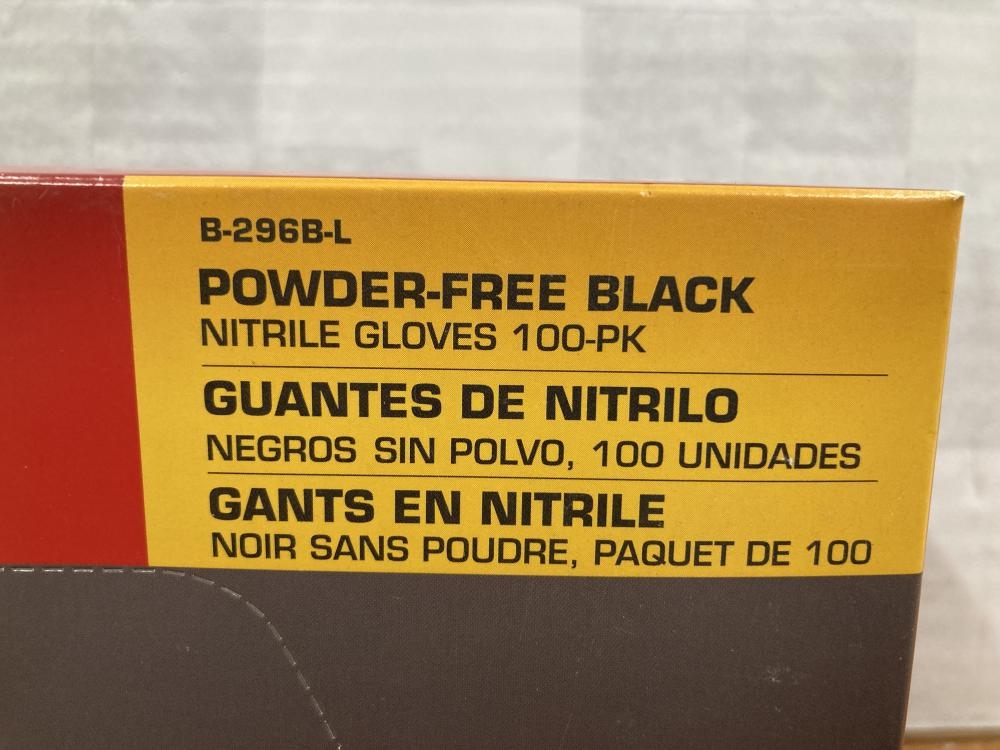 B-296B-L
POWDER-FREE BLACK
NITRILE GLOVES 100-PK
GUANTES DE NITRILO
NEGROS SIN POLVO, 100 UNIDADES
GANTS EN NITRILE
NOIR SANS POUDRE, PAQUET DE 100